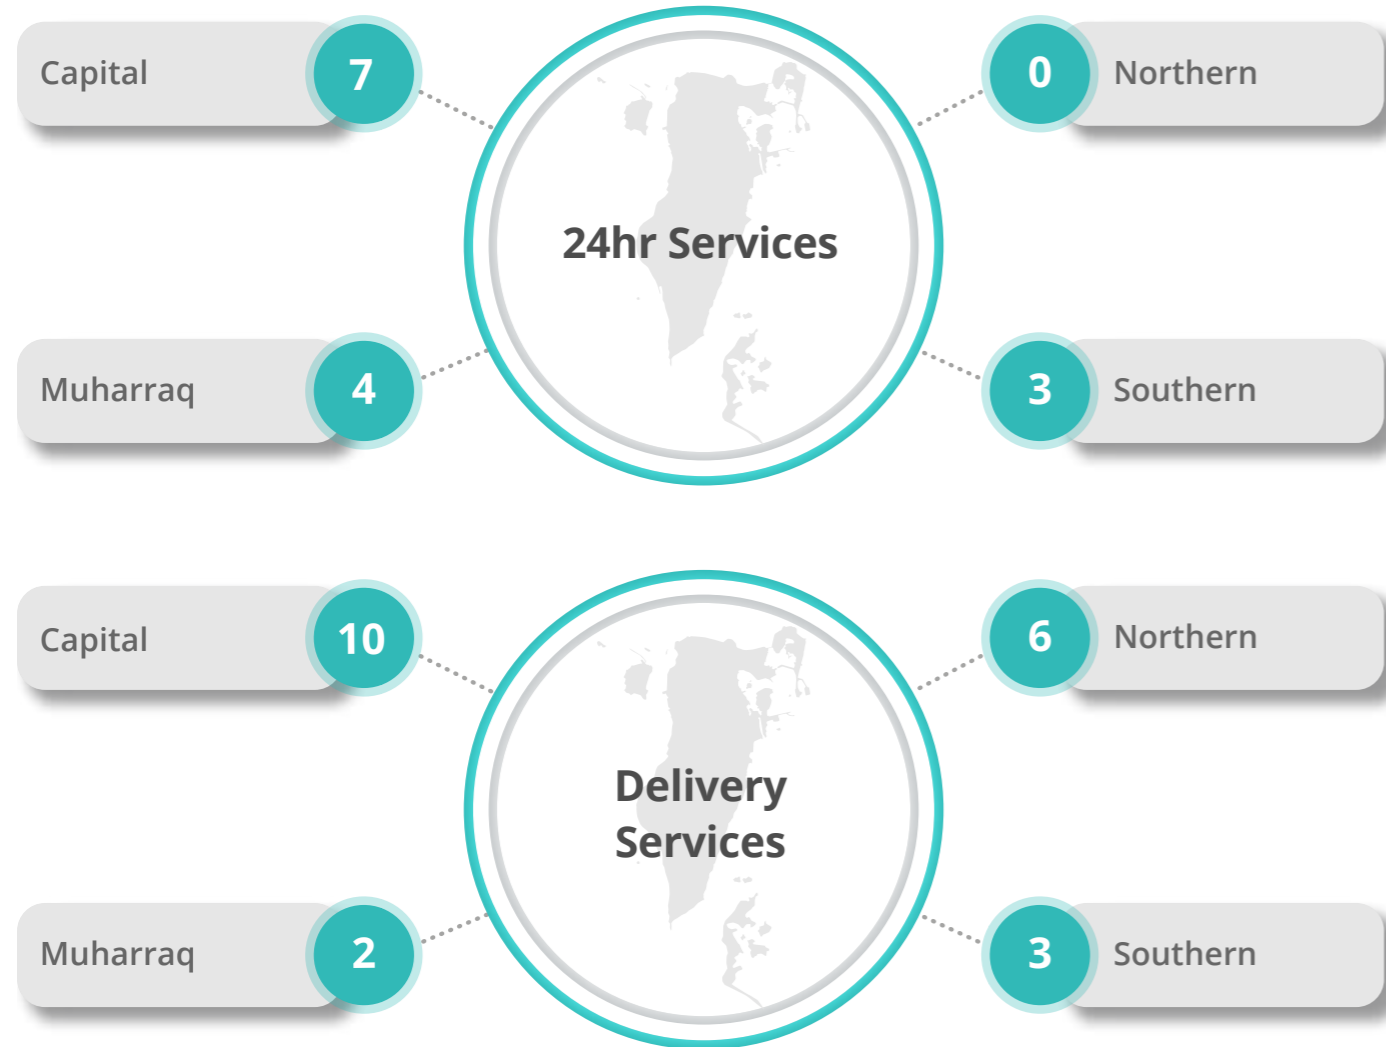 Capital
7
0
Northern
24hr Services
Muharraq
4
3
Southern
Capital
10
6
Northern
Delivery
Services
Muharraq
2
3
Southern